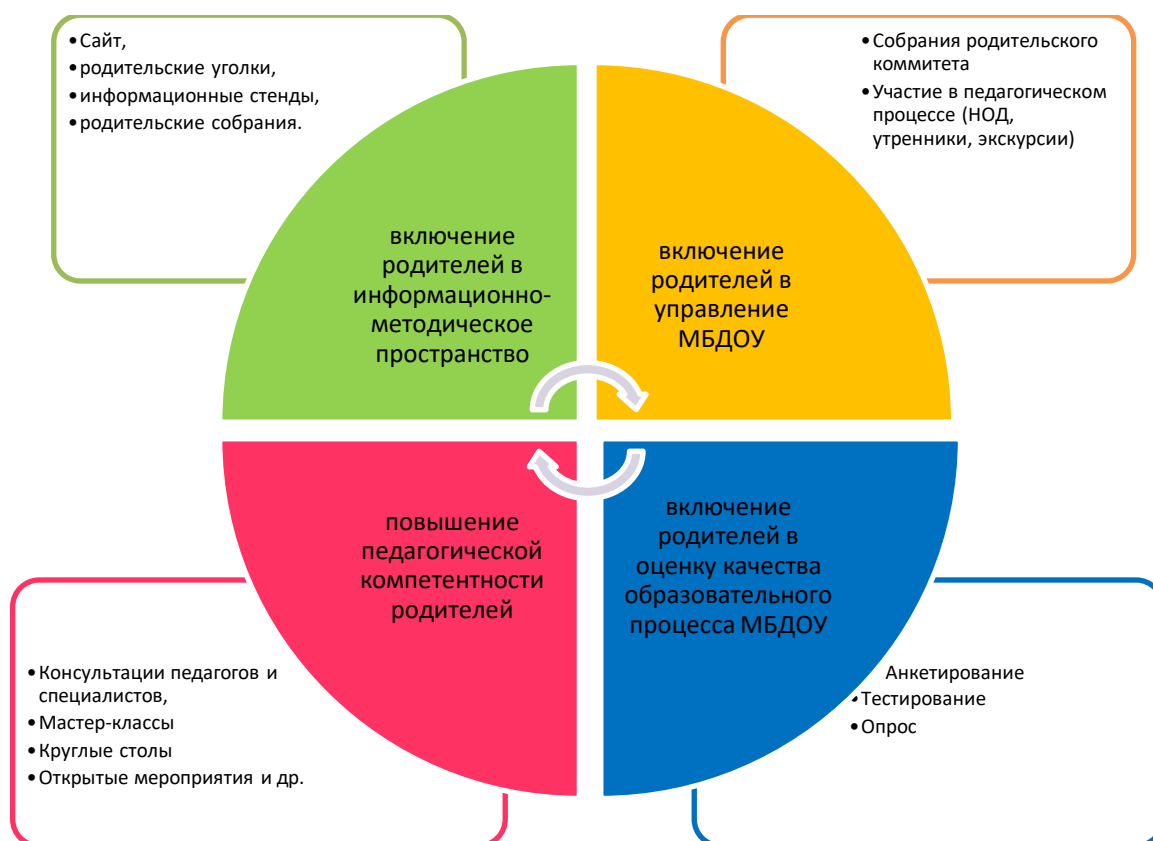 •Сайт,
•родительские уголки,
•информационные стенды,
•родительские собрания.
•Собрания родительского
коммитета
•Участие в педагогическом
процессе (НОД,
утренники, экскурсии)
включение
родителей в
информационно-
методическое
пространство
включение
родителей в
управление
МБДОУ
повышение
педагогической
компетентности
родителей
включение
родителей в
оценку качества
образовательного
процесса МБДОУ
•Консультации педагогов и
специалистов,
•Мастер-классы
•Круглые столы
•Открытые мероприятия и др.
Анкетирование
•Тестирование
•Опрос